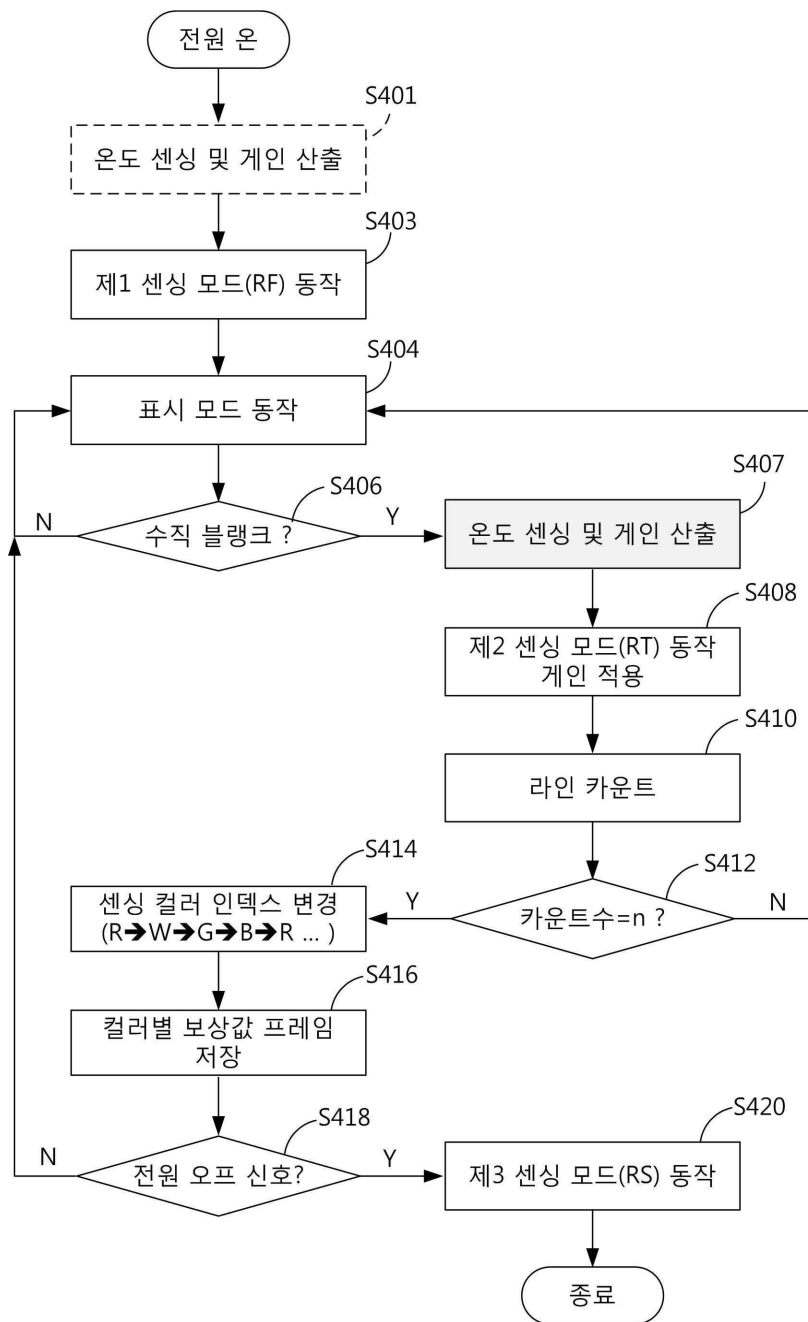 전원 온
S401
온도 센싱 및 게인 산출
S403
제1 센싱 모드(RF) 동작
S404
표시 모드 동작
S406
N
수직 블랭크 ?
Y
S407
온도 센싱 및 게인 산출
S408
제2 센싱 모드(RT) 동작
게인 적용
S410
라인 카운트
S412
카운트수=n ?
N
Y
S414
센싱 컬러 인덱스 변경
(R➔W➔G➔B➔R ... )
S416
컬러별 보상값 프레임
저장
S418
N
전원 오프 신호?
Y
S420
제3 센싱 모드(RS) 동작
종료